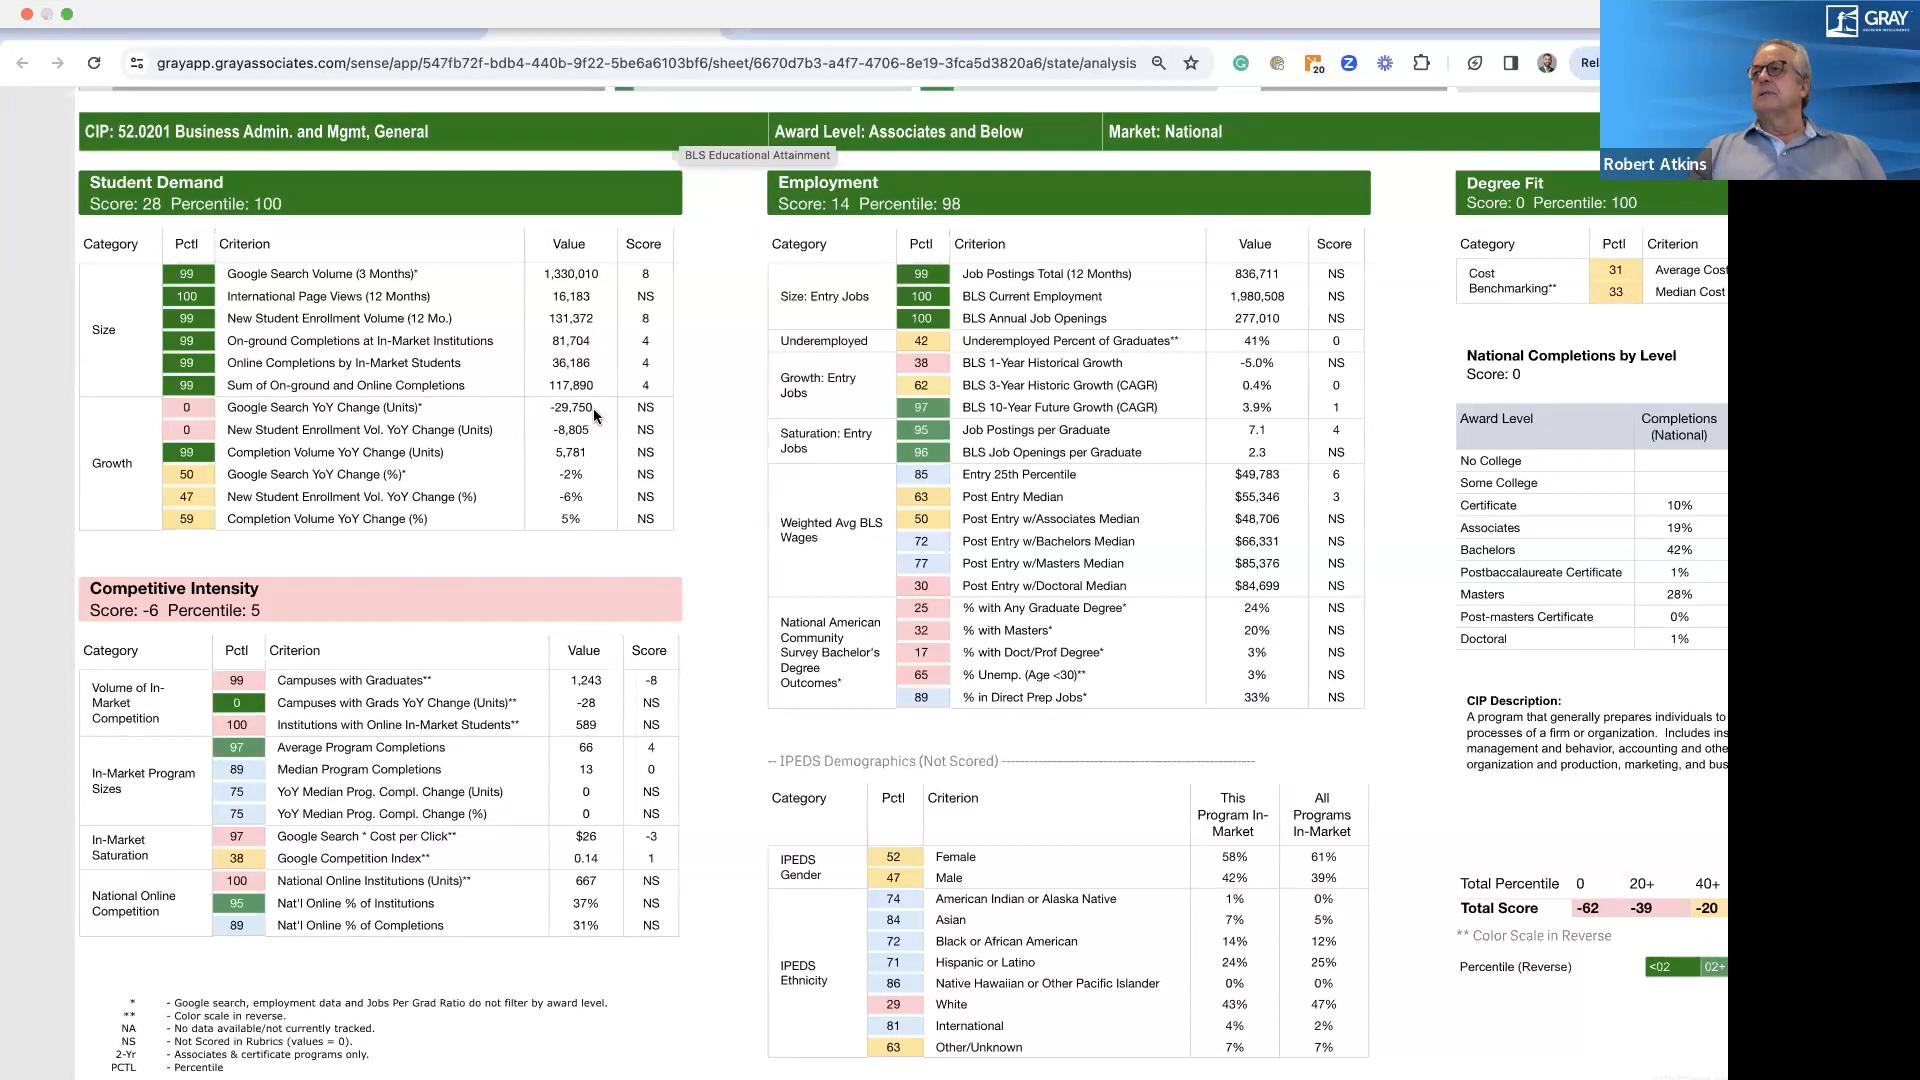 GRAY
DECISION INTELLIGENCE
grayapp.grayassociates.com/sense/app/547fb72f-bdb4-440b-9f22-5be6a6103bf6/sheet/6670d7b3-a4f7-4706-8e19-3fca5d3820a6/state/analysis
20
Rel
Robert Atkins
CIP: 52.0201 Business Admin. and Mgmt, General
Award Level: Associates and Below
Market: National
BLS Educational Attainment
Student Demand
Score: 28 Percentile: 100
Category Pctl Criterion Value Score
Size
99 Google Search Volume (3 Months)* 1,330,010 8
100 International Page Views (12 Months) 16,183 NS
99 New Student Enrollment Volume (12 Mo.) 131,372 8
99 On-ground Completions at In-Market Institutions 81,704 4
99 Online Completions by In-Market Students 36,186 4
99 Sum of On-ground and Online Completions 117,890 4
Growth
0 Google Search YoY Change (Units)* -29,750 NS
0 New Student Enrollment Vol. YoY Change (Units) -8,805 NS
99 Completion Volume YoY Change (Units) 5,781 NS
50 Google Search YoY Change (%)* -2% NS
47 New Student Enrollment Vol. YoY Change (%) -6% NS
59 Completion Volume YoY Change (%) 5% NS
Competitive Intensity
Score: -6 Percentile: 5
Category Pctl Criterion Value Score
Volume of In-
Market
Competition
99 Campuses with Graduates** 1,243 -8
0 Campuses with Grads YoY Change (Units)** -28 NS
100 Institutions with Online In-Market Students** 589 NS
In-Market Program
Sizes
97 Average Program Completions 66 4
89 Median Program Completions 13 0
75 YoY Median Prog. Compl. Change (Units) 0 NS
75 YoY Median Prog. Compl. Change (%) 0 NS
In-Market
Saturation
97 Google Search * Cost per Click** $26 -3
38 Google Competition Index** 0.14 1
National Online
Competition
100 National Online Institutions (Units)** 667 NS
95 Nat'l Online % of Institutions 37% NS
89 Nat'l Online % of Completions 31% NS
* - Google search, employment data and Jobs Per Grad Ratio do not filter by award level.
** - Color scale in reverse.
NA - No data available/not currently tracked.
NS - Not Scored in Rubrics (values = 0).
2-Yr - Associates & certificate programs only.
PCTL - Percentile
Employment
Score: 14 Percentile: 98
Category Pctl Criterion Value Score
Size: Entry Jobs
99 Job Postings Total (12 Months) 836,711 NS
100 BLS Current Employment 1,980,508 NS
100 BLS Annual Job Openings 277,010 NS
Underemployed 42 Underemployed Percent of Graduates** 41% 0
Growth: Entry
Jobs
38 BLS 1-Year Historical Growth -5.0% NS
62 BLS 3-Year Historic Growth (CAGR) 0.4% 0
97 BLS 10-Year Future Growth (CAGR) 3.9% 1
Saturation: Entry
Jobs
95 Job Postings per Graduate 7.1 4
96 BLS Job Openings per Graduate 2.3 NS
Weighted Avg BLS
Wages
85 Entry 25th Percentile $49,783 6
63 Post Entry Median $55,346 3
50 Post Entry w/Associates Median $48,706 NS
72 Post Entry w/Bachelors Median $66,331 NS
77 Post Entry w/Masters Median $85,376 NS
30 Post Entry w/Doctoral Median $84,699 NS
National American
Community
Survey Bachelor's
Degree
Outcomes*
25 % with Any Graduate Degree* 24% NS
32 % with Masters* 20% NS
17 % with Doct/Prof Degree* 3% NS
65 % Unemp. (Age <30)** 3% NS
89 % in Direct Prep Jobs* 33% NS
-- IPEDS Demographics (Not Scored) --
Category Pctl Criterion
This
Program In-
Market
All
Programs
In-Market
IPEDS
Gender
52 Female 58% 61%
47 Male 42% 39%
IPEDS
Ethnicity
74 American Indian or Alaska Native 1% 0%
84 Asian 7% 5%
72 Black or African American 14% 12%
71 Hispanic or Latino 24% 25%
86 Native Hawaiian or Other Pacific Islander 0% 0%
29 White 43% 47%
81 International 4% 2%
63 Other/Unknown 7% 7%
Degree Fit
Score: 0 Percentile: 100
Category Pctl Criterion
Cost
Benchmarking**
31 Average Cost
33 Median Cost
National Completions by Level
Score: 0
Award Level Completions
(National)
No College
Some College
Certificate 10%
Associates 19%
Bachelors 42%
Postbaccalaureate Certificate 1%
Masters 28%
Post-masters Certificate 0%
Doctoral 1%
CIP Description:
A program that generally prepares individuals to
processes of a firm or organization. Includes ins
management and behavior, accounting and othe
organization and production, marketing, and bus
Total Percentile 0 20+ 40+
Total Score -62 -39 -20
** Color Scale in Reverse
Percentile (Reverse) <02 02+